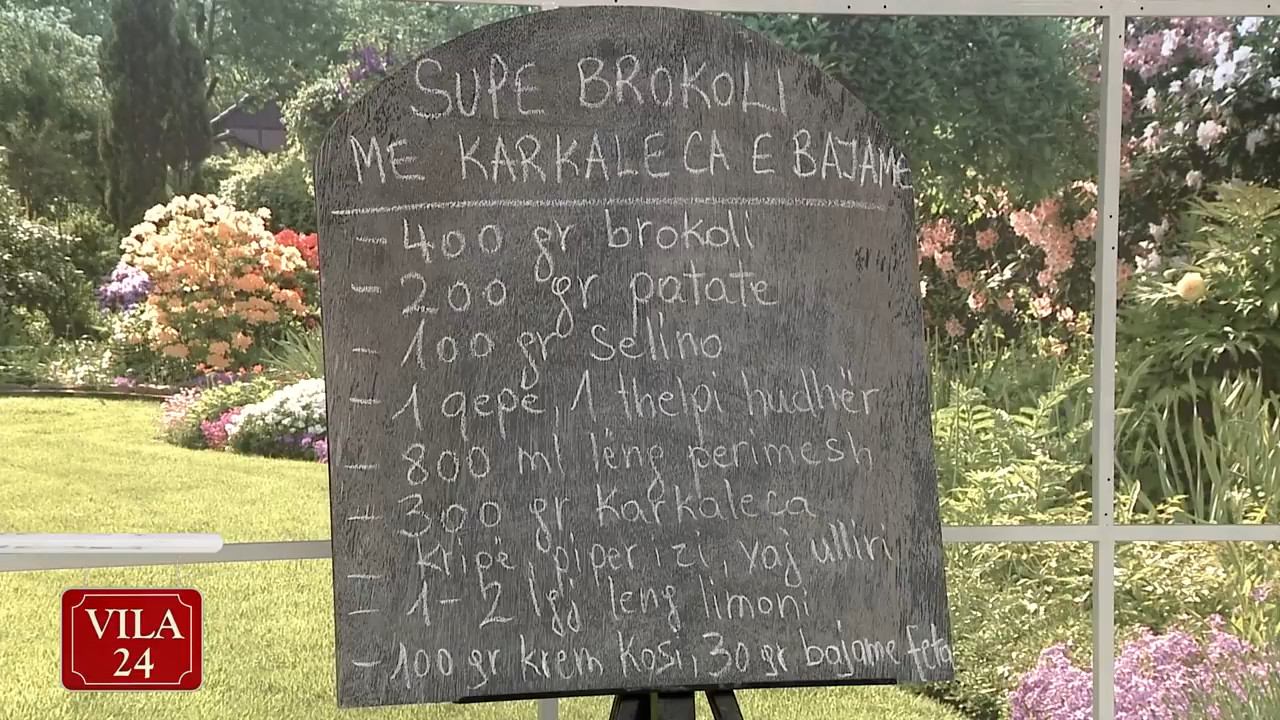 SUPE BROKOLI
ME KARKALECA E BAJAME
- 400 gr brokoli
- 200 gr patate
- 100 gr selino
- 1 qepë, 1 thelpi hudhër
- 800 ml lëng perimesh
- 300 gr karkaleca
- kripë, piper i zi, vaj ulliri
- 1-2 lgj leng limoni
- 100 gr krem kosi, 30 gr bajame feta
VILA
24